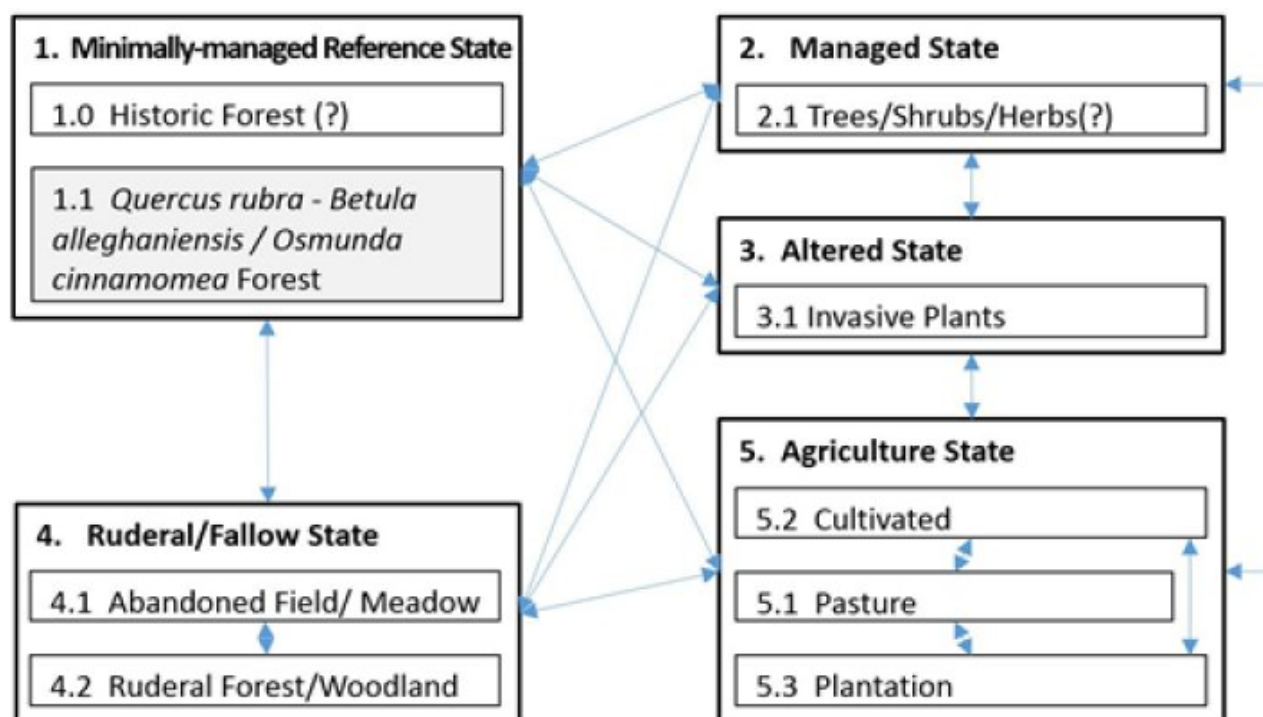 1. Minimally-managed Reference State
1.0 Historic Forest (?)
1.1 Quercus rubra - Betula
alleghaniensis / Osmunda
cinnamomea Forest
2. Managed State
2.1 Trees/Shrubs/Herbs(?)
3. Altered State
3.1 Invasive Plants
4. Ruderal/Fallow State
4.1 Abandoned Field/ Meadow
4.2 Ruderal Forest/Woodland
5. Agriculture State
5.2 Cultivated
5.1 Pasture
5.3 Plantation